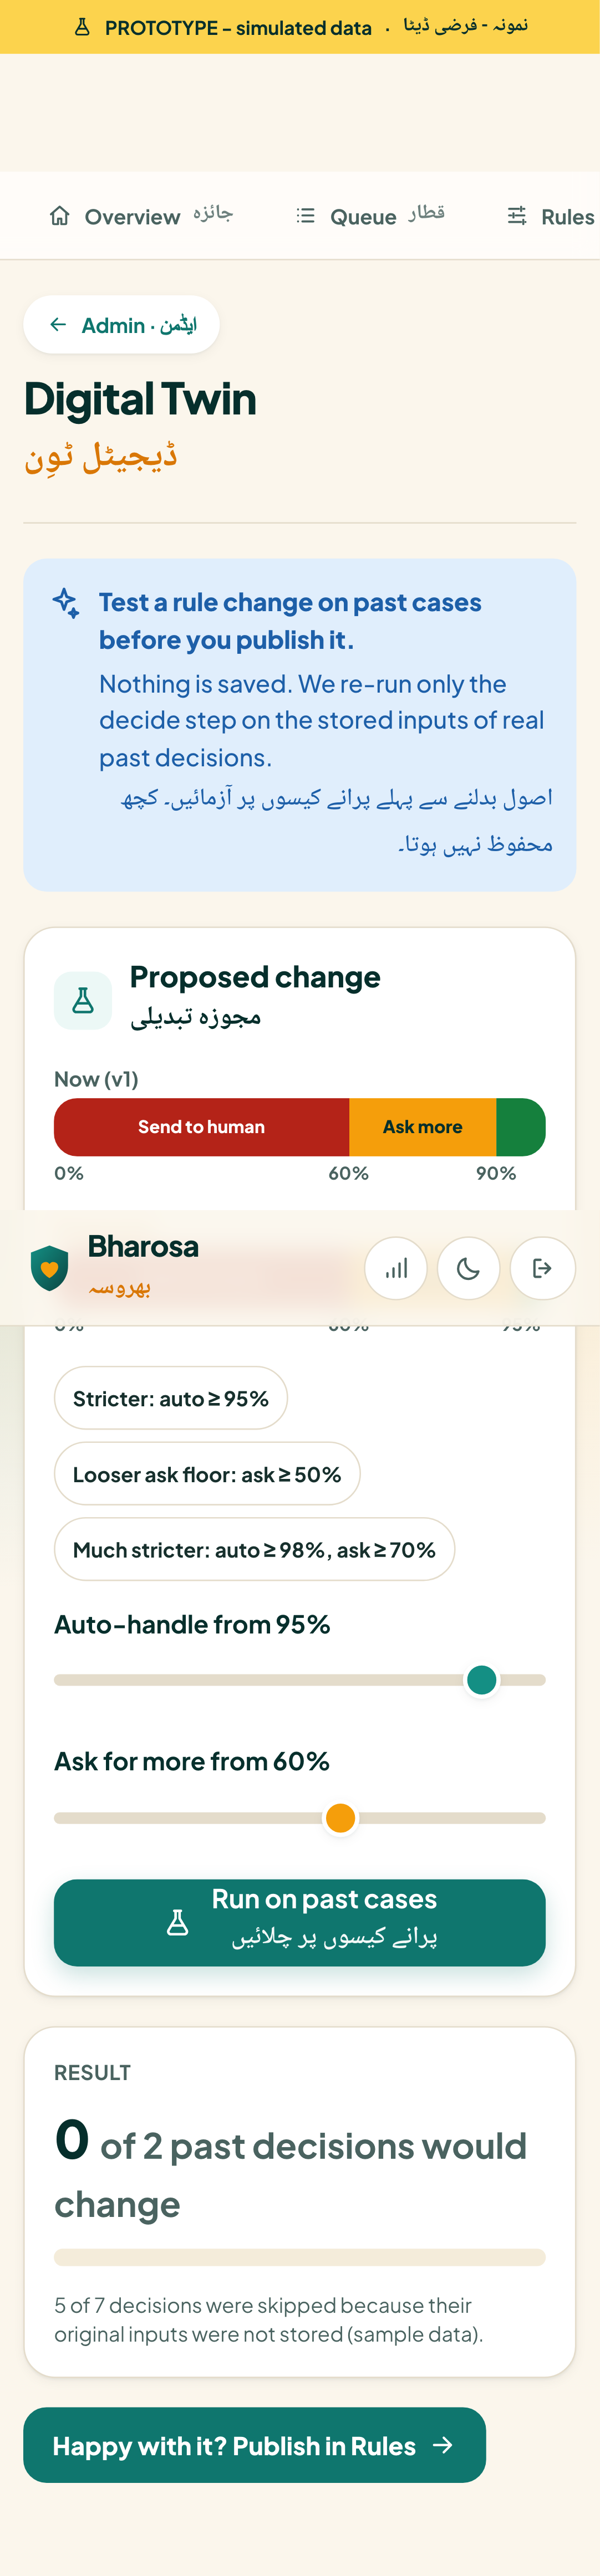 PROTOTYPE - simulated data · نمونہ - فرضی ڈیٹا
Overview جائزہ Queue قطار Rules
Admin · ایڈمن
Digital Twin
ڈیجیٹل ٹوِن
Test a rule change on past cases
before you publish it.
Nothing is saved. We re-run only the
decide step on the stored inputs of real
past decisions.
اصول بدلنے سے پہلے پرانے کیسوں پر آزمائیں۔ کچھ
محفوظ نہیں ہوتا۔
Proposed change
مجوزہ تبدیلی
Now (v1)
Send to human Ask more
0% 60% 90%
Bharosa
بھروسہ
0% 60% 95%
Stricter: auto ≥ 95%
Looser ask floor: ask ≥ 50%
Much stricter: auto ≥ 98%, ask ≥ 70%
Auto-handle from 95%
Ask for more from 60%
Run on past cases
پرانے کیسوں پر چلائیں
RESULT
0 of 2 past decisions would
change
5 of 7 decisions were skipped because their
original inputs were not stored (sample data).
Happy with it? Publish in Rules